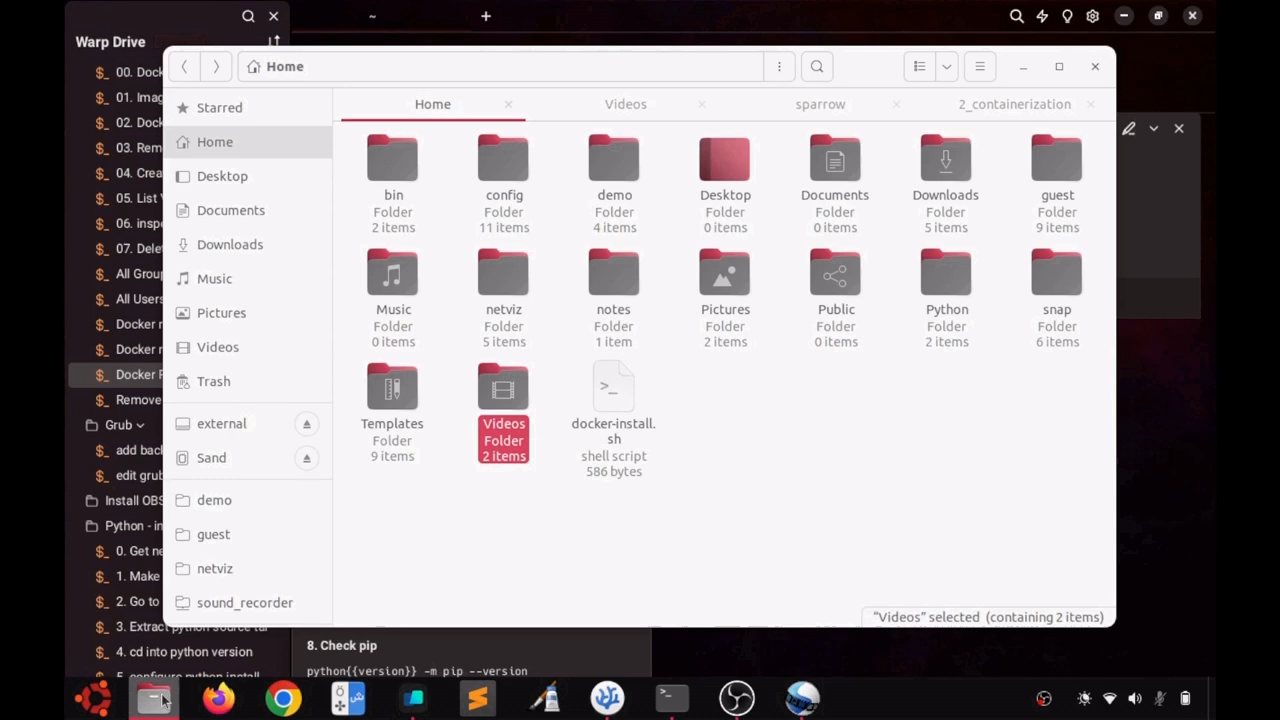 ~
Warp Drive
00. Dock
01. Imag
02. Dock
03. Rem
04. Crea
05. List V
06. insp
07. Delet
All Group
All Users
Docker r
Docker r
Docker
Remove
Grub
add back
edit grub
Install OBS
Python - in
0. Get ne
1. Make
2. Go to
3. Extract python source tar
4. cd into python version
5. configure python install
Home
Starred
Home
Desktop
Documents
Downloads
Music
Pictures
Videos
Trash
external
Sand
demo
guest
netviz
sound_recorder
Home
Videos
sparrow
2_containerization
bin
Folder
2 items
config
Folder
11 items
demo
Folder
4 items
Desktop
Folder
0 items
Documents
Folder
0 items
Downloads
Folder
5 items
guest
Folder
9 items
Music
Folder
0 items
netviz
Folder
5 items
notes
Folder
1 item
Pictures
Folder
2 items
Public
Folder
0 items
Python
Folder
2 items
snap
Folder
6 items
Templates
Folder
9 items
Videos
Folder
2 items
docker-install.
sh
shell script
586 bytes
“Videos” selected (containing 2 items)
8. Check pip
python{{version}} -m pip --version